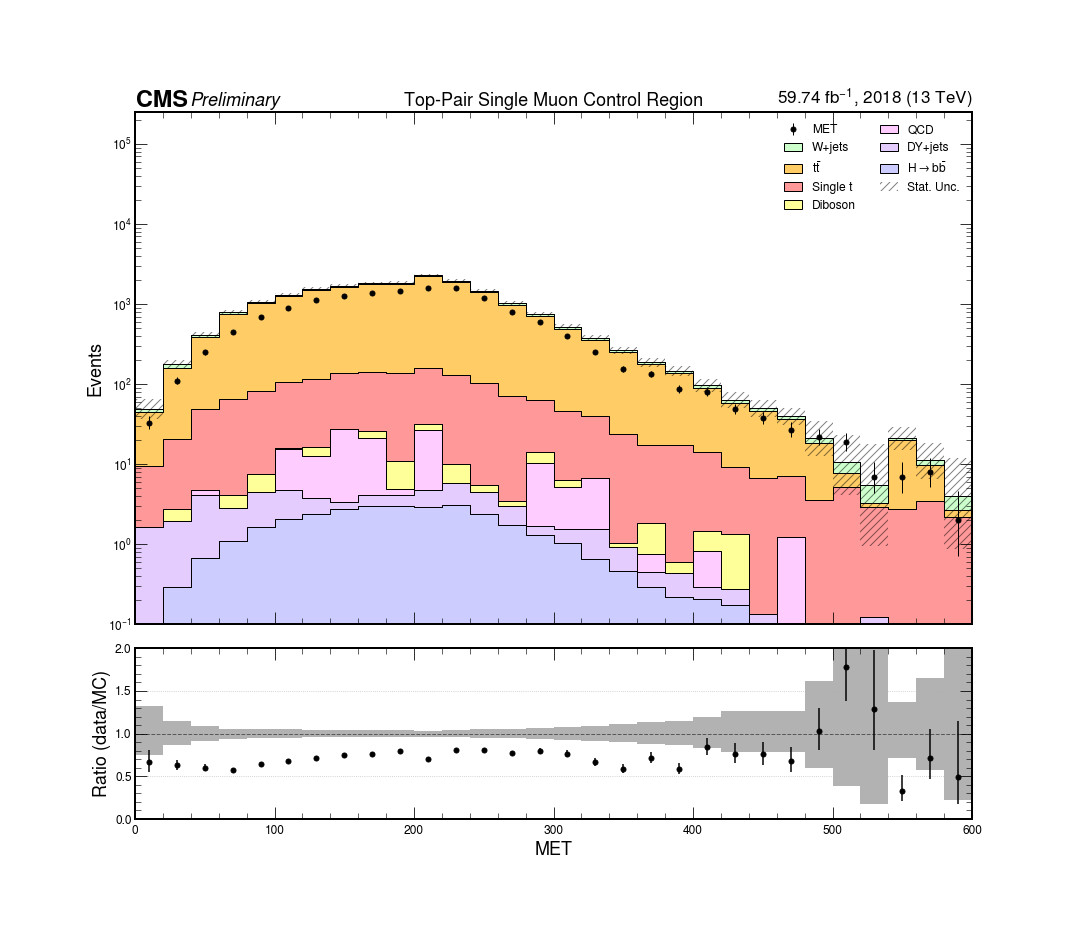 CMS Preliminary Top-Pair Single Muon Control Region 59.74 fb⁻¹, 2018 (13 TeV)
MET QCD
W+jets DY+jets
tt̄ H→bb̄
Single t Stat. Unc.
Diboson
Events
10⁵
10⁴
10³
10²
10¹
10⁰
10⁻¹
Ratio (data/MC)
2.0
1.5
1.0
0.5
0.0
0 100 200 300 400 500 600
MET